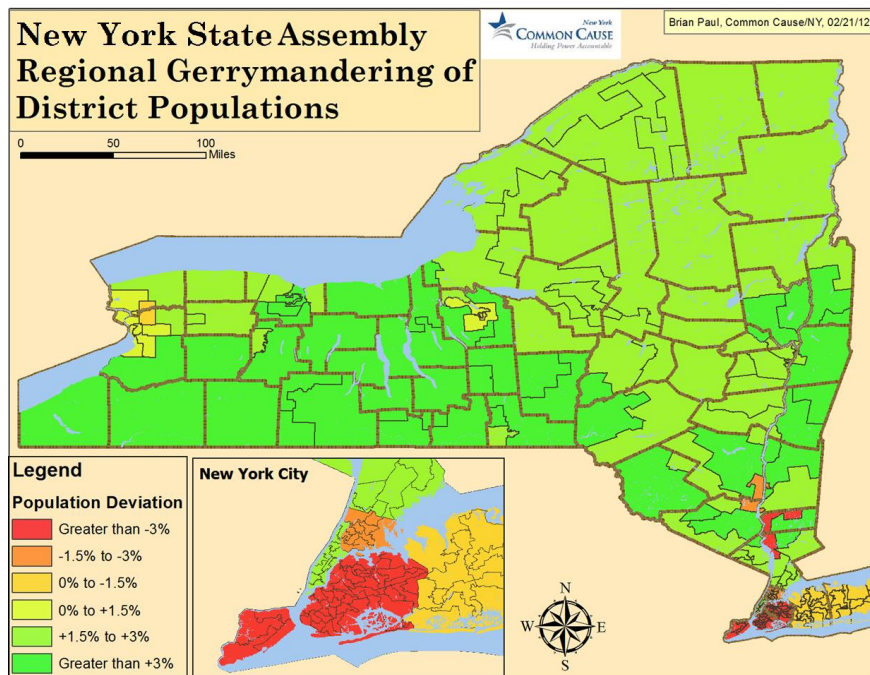 New York State Assembly
Regional Gerrymandering of
District Populations
New York
COMMON CAUSE
Holding Power Accountable
Brian Paul, Common Cause/NY, 02/21/12
0 50 100
Miles
Legend
Population Deviation
Greater than -3%
-1.5% to -3%
0% to -1.5%
0% to +1.5%
+1.5% to +3%
Greater than +3%
New York City
N
W E
S